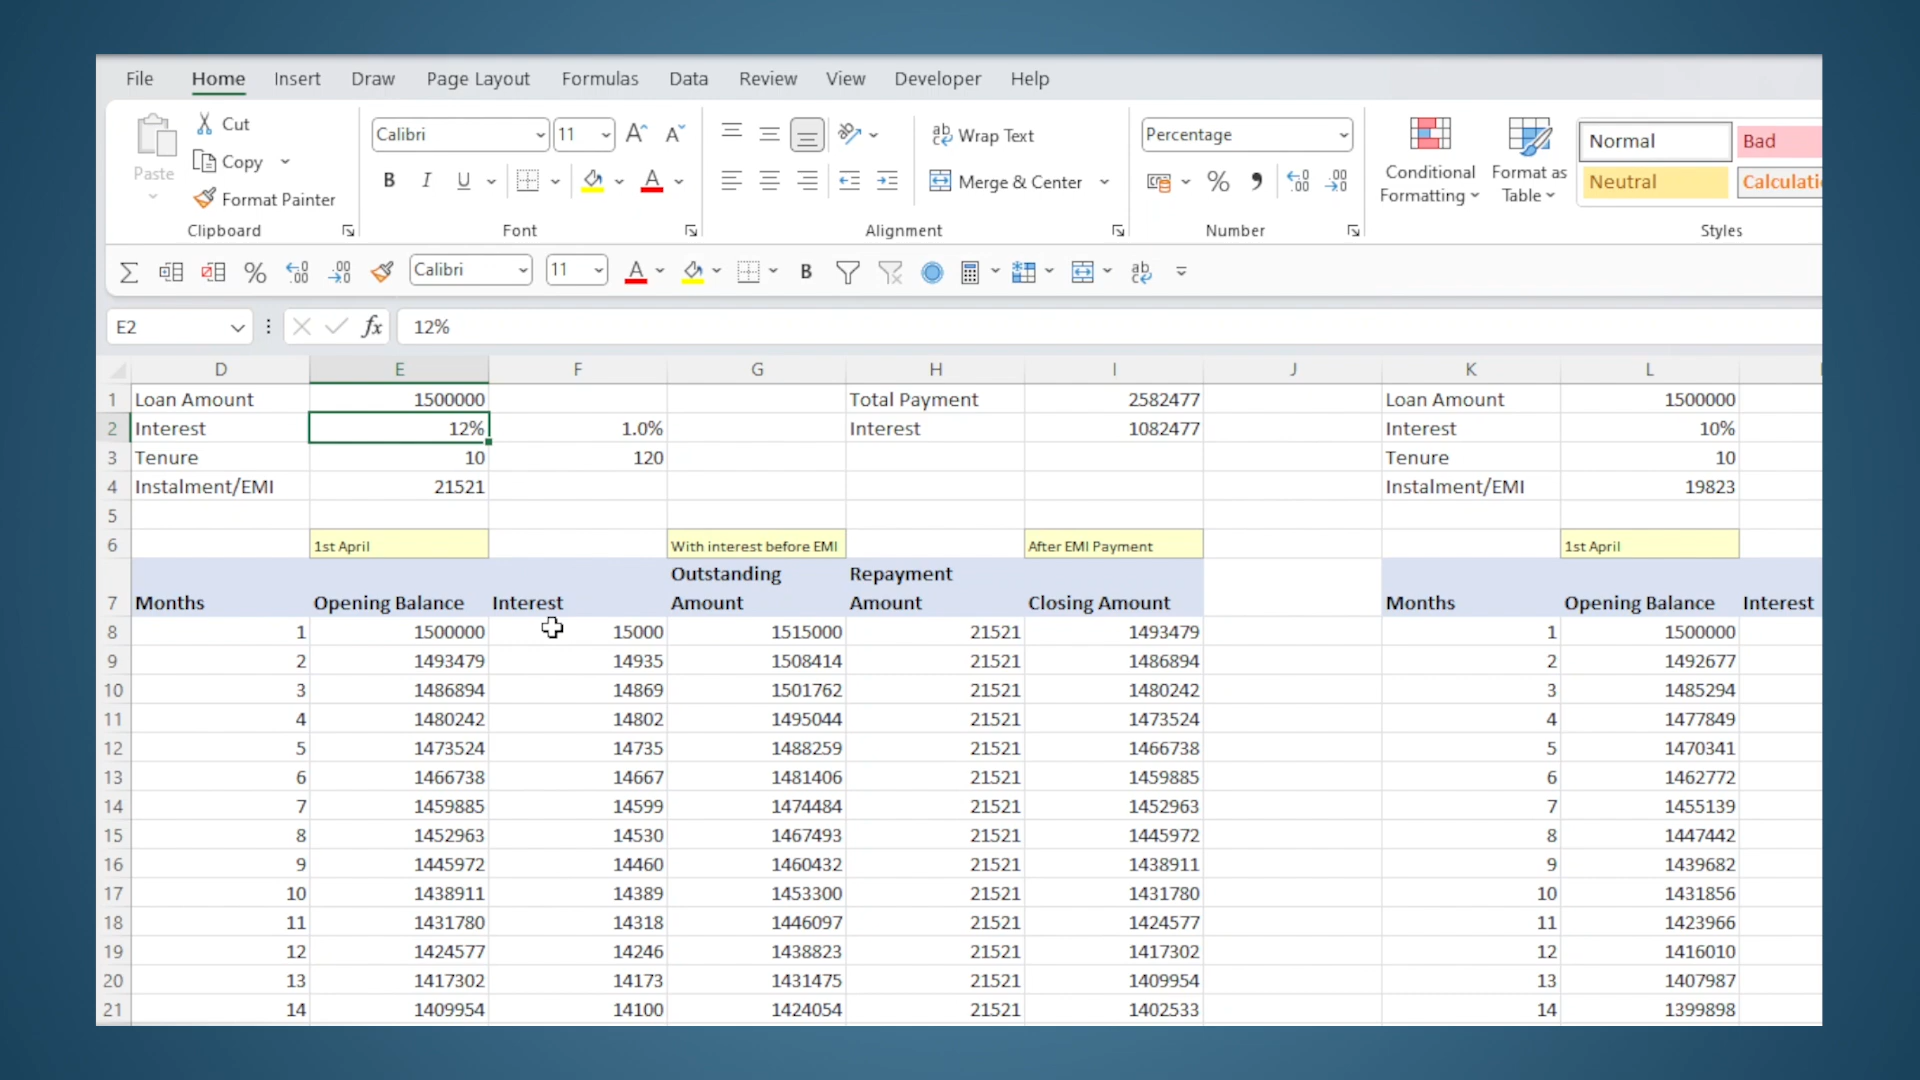 File Home Insert Draw Page Layout Formulas Data Review View Developer Help
Paste
Cut
Copy
Format Painter
Clipboard
Calibri 11
B I U
Font
Wrap Text
Merge & Center
Alignment
Percentage
Number
Conditional
Formatting
Format as
Table
Normal Bad
Neutral
Styles
Calibri 11 B
E2 fx 12%
D E F G H I J K L
1 Loan Amount 1500000 Total Payment 2582477 Loan Amount 1500000
2 Interest 12% 1.0% Interest 1082477 Interest 10%
3 Tenure 10 120 Tenure 10
4 Instalment/EMI 21521 Instalment/EMI 19823
5
6 1st April With interest before EMI After EMI Payment 1st April
Outstanding Repayment
7 Months Opening Balance Interest Amount Amount Closing Amount Months Opening Balance Interest
8 1 1500000 15000 1515000 21521 1493479 1 1500000
9 2 1493479 14935 1508414 21521 1486894 2 1492677
10 3 1486894 14869 1501762 21521 1480242 3 1485294
11 4 1480242 14802 1495044 21521 1473524 4 1477849
12 5 1473524 14735 1488259 21521 1466738 5 1470341
13 6 1466738 14667 1481406 21521 1459885 6 1462772
14 7 1459885 14599 1474484 21521 1452963 7 1455139
15 8 1452963 14530 1467493 21521 1445972 8 1447442
16 9 1445972 14460 1460432 21521 1438911 9 1439682
17 10 1438911 14389 1453300 21521 1431780 10 1431856
18 11 1431780 14318 1446097 21521 1424577 11 1423966
19 12 1424577 14246 1438823 21521 1417302 12 1416010
20 13 1417302 14173 1431475 21521 1409954 13 1407987
21 14 1409954 14100 1424054 21521 1402533 14 1399898